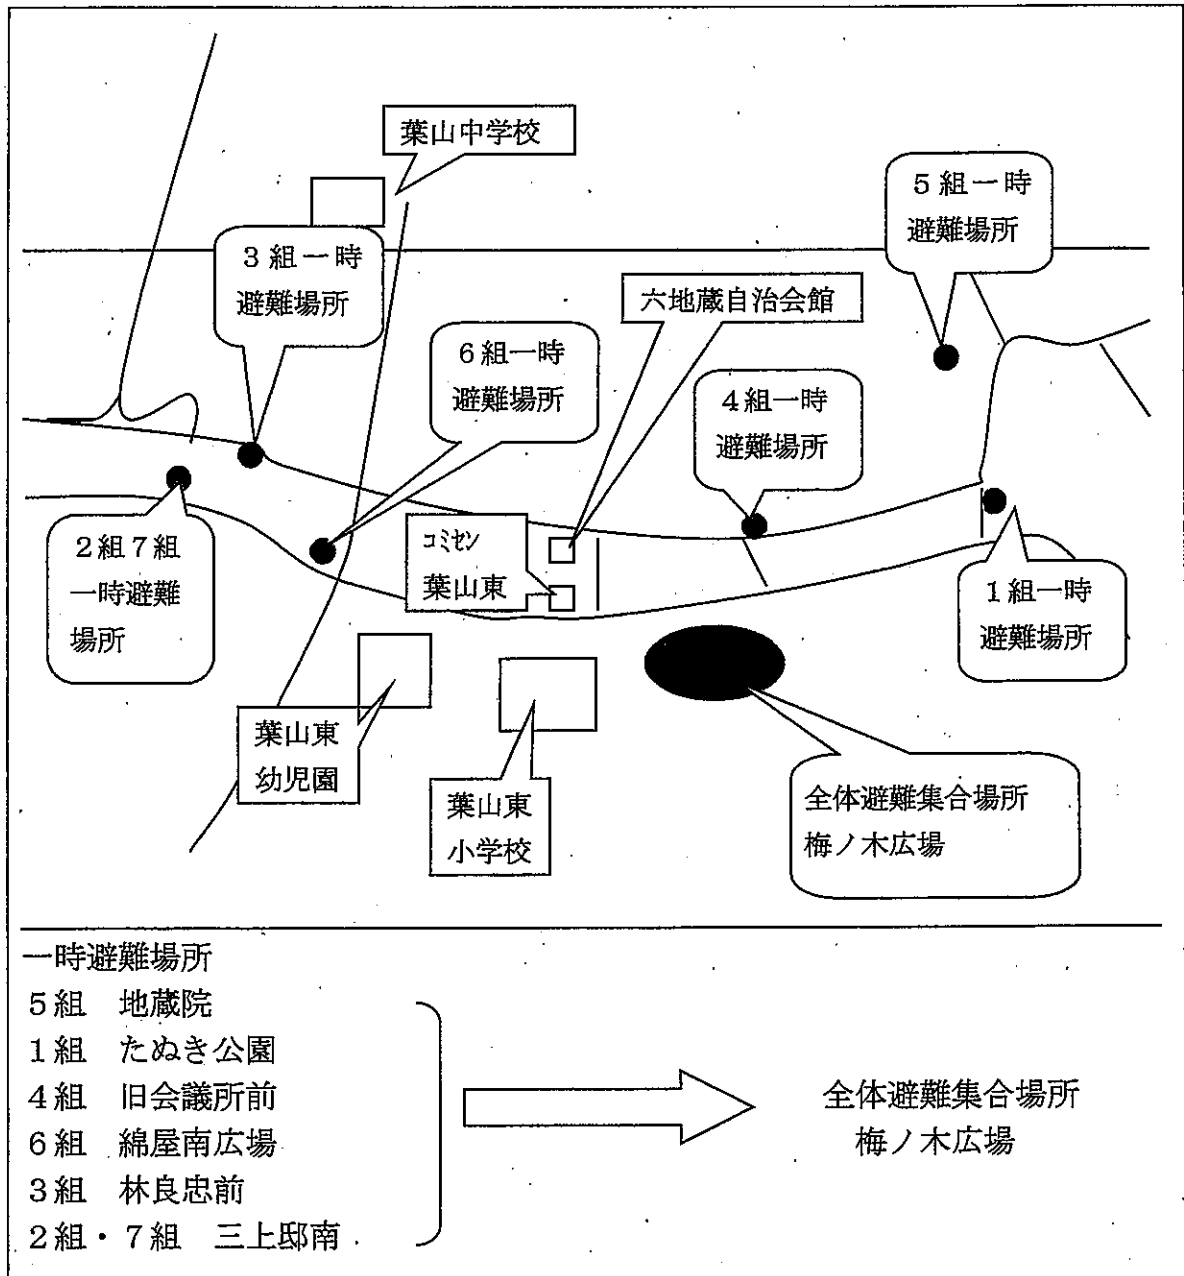 葉山中学校
5組一時
避難場所
3組一時
避難場所
六地蔵自治会館
6組一時
避難場所
4組一時
避難場所
2組7組
一時避難
場所
コミセン
葉山東
1組一時
避難場所
葉山東
幼児園
葉山東
小学校
全体避難集合場所
梅ノ木広場
一時避難場所
5組 地蔵院
1組 たぬき公園
4組 旧会議所前
6組 綿屋南広場
3組 林良忠前
2組・7組 三上邸南
全体避難集合場所
梅ノ木広場